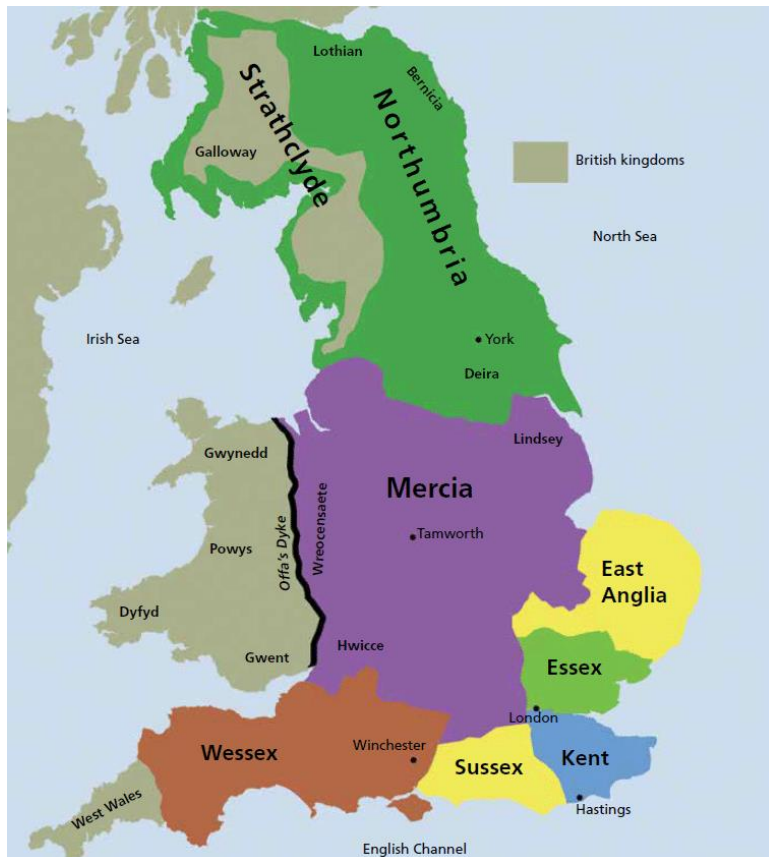 Lothian
Bernicia
Strathclyde
Northumbria
Galloway
British kingdoms
North Sea
Irish Sea
York
Deira
Lindsey
Gwynedd
Mercia
Offa's Dyke
Wreocensaete
Tamworth
Powys
East
Anglia
Dyfyd
Hwicce
Gwent
Essex
London
Wessex
Winchester
Sussex
Kent
West Wales
Hastings
English Channel